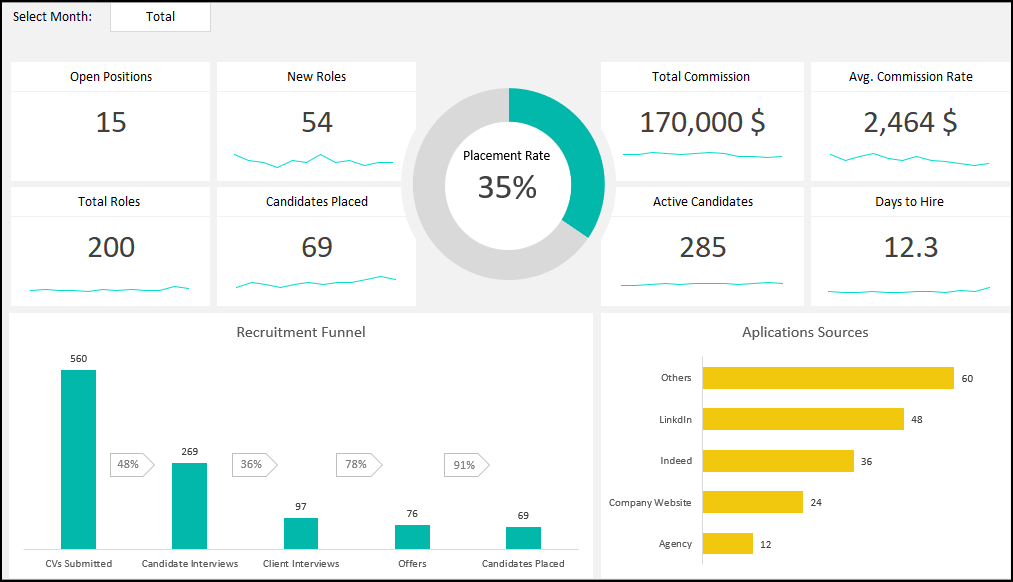 Select Month: Total
Open Positions
15
New Roles
54
Placement Rate
35%
Total Commission
170,000 $
Avg. Commission Rate
2,464 $
Total Roles
200
Candidates Placed
69
Active Candidates
285
Days to Hire
12.3
Recruitment Funnel
560
48%
269
36%
97
78%
76
91%
69
CVs Submitted
Candidate Interviews
Client Interviews
Offers
Candidates Placed
Aplications Sources
Others 60
LinkdIn 48
Indeed 36
Company Website 24
Agency 12